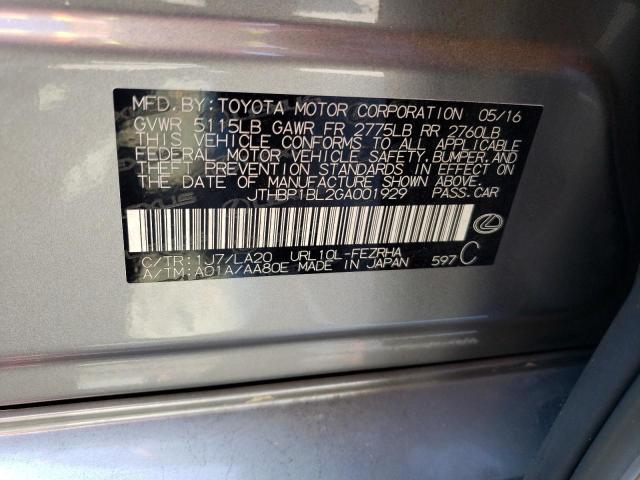 MFD. BY: TOYOTA MOTOR CORPORATION 05/16
GVWR 5115LB GAWR FR 2775LB RR 2760LB
THIS VEHICLE CONFORMS TO ALL APPLICABLE
FEDERAL MOTOR VEHICLE SAFETY, BUMPER, AND
THEFT PREVENTION STANDARDS IN EFFECT ON
THE DATE OF MANUFACTURE SHOWN ABOVE.
JTHBP1BL2GA001929 PASS. CAR
C/TR: 1J7/LA20 URL10L-FEZRHA
A/TM: A01A/AA80E MADE IN JAPAN 597 C